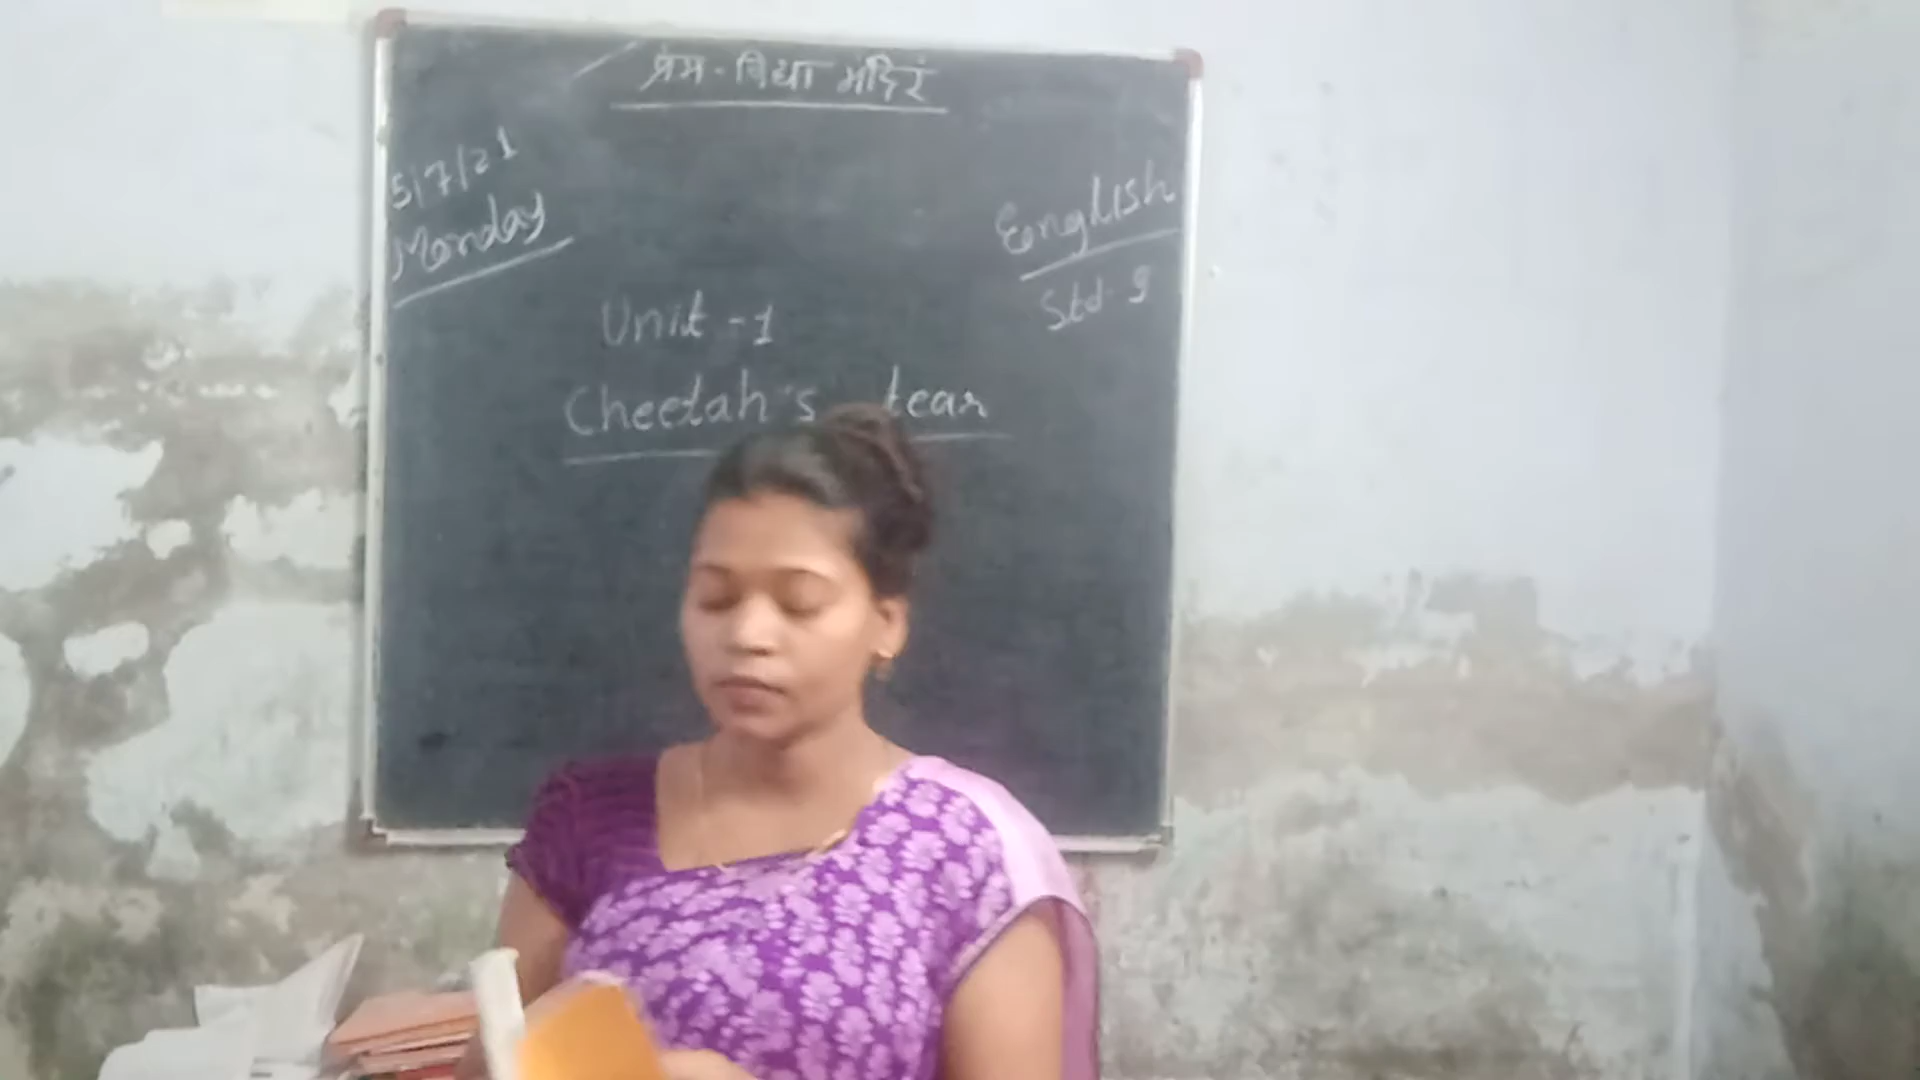 प्रेम - विद्या मंदिर
5/7/21
Monday
English
Std- 9
Unit -1
Cheetah's tear